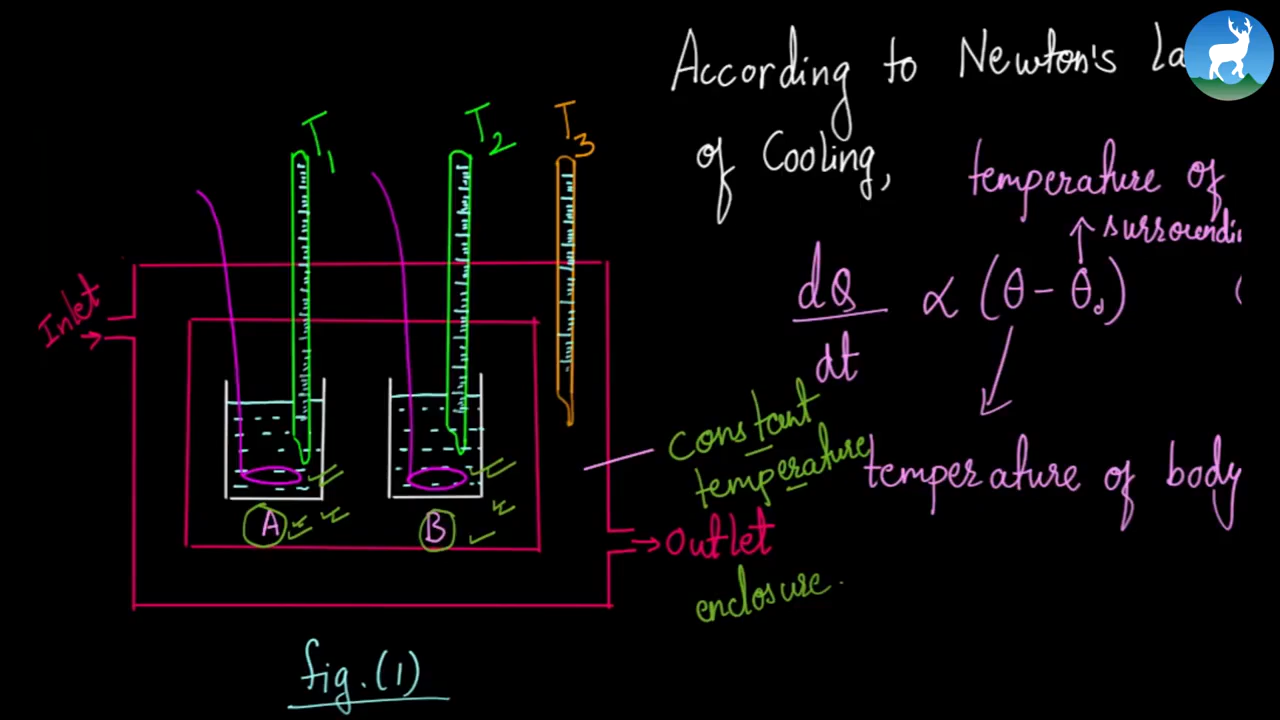 According to Newton's La
of Cooling,
temperature of
surroundi
dQ/dt ∝ (θ - θ₀) (
temperature of body
T₁
T₂
T₃
Inlet
A
B
constant
temperature
Outlet
enclosure.
fig.(1)